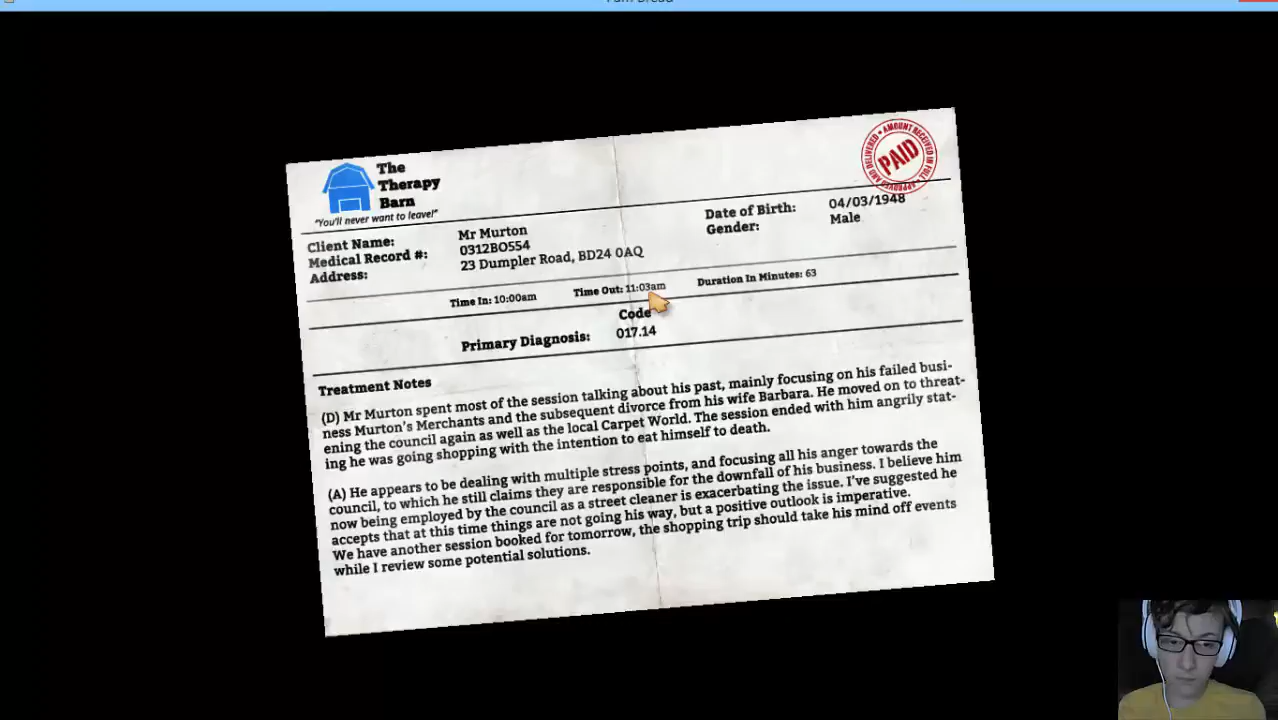 The
Therapy
Barn
"You'll never want to leave!"
AMOUNT RECEIVED IN FULL • APPROVED AND DELIVERED •
PAID
Client Name: Mr Murton
Medical Record #: 0312BO554
Address: 23 Dumpler Road, BD24 0AQ
Date of Birth: 04/03/1948
Gender: Male
Time In: 10:00am Time Out: 11:03am Duration In Minutes: 63
Code
Primary Diagnosis: 017.14
Treatment Notes
(D) Mr Murton spent most of the session talking about his past, mainly focusing on his failed busi-
ness Murton's Merchants and the subsequent divorce from his wife Barbara. He moved on to threat-
ening the council again as well as the local Carpet World. The session ended with him angrily stat-
ing he was going shopping with the intention to eat himself to death.
(A) He appears to be dealing with multiple stress points, and focusing all his anger towards the
council, to which he still claims they are responsible for the downfall of his business. I believe him
now being employed by the council as a street cleaner is exacerbating the issue. I've suggested he
accepts that at this time things are not going his way, but a positive outlook is imperative.
We have another session booked for tomorrow, the shopping trip should take his mind off events
while I review some potential solutions.